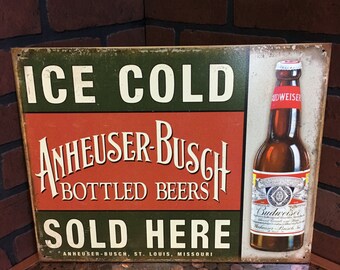 ICE COLD
ANHEUSER-BUSCH
BOTTLED BEERS
SOLD HERE
ANHEUSER-BUSCH, ST. LOUIS, MISSOURI
BUDWEISER
Budweiser